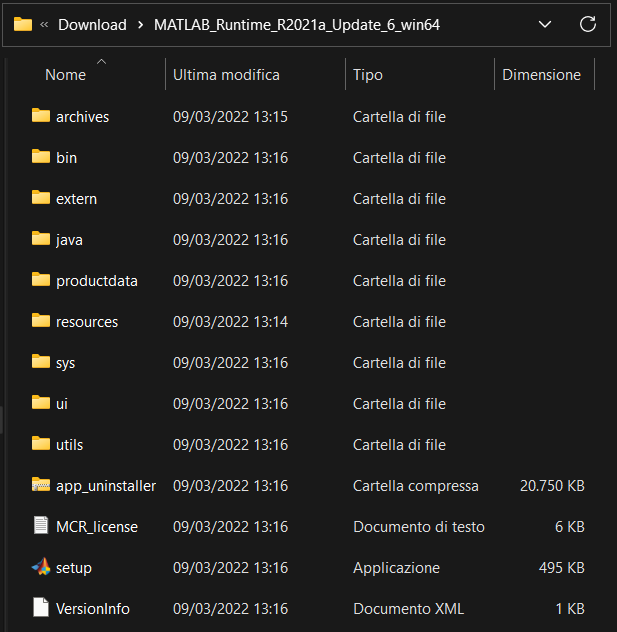 « Download > MATLAB_Runtime_R2021a_Update_6_win64
Nome Ultima modifica Tipo Dimensione
archives 09/03/2022 13:15 Cartella di file
bin 09/03/2022 13:16 Cartella di file
extern 09/03/2022 13:16 Cartella di file
java 09/03/2022 13:16 Cartella di file
productdata 09/03/2022 13:16 Cartella di file
resources 09/03/2022 13:14 Cartella di file
sys 09/03/2022 13:16 Cartella di file
ui 09/03/2022 13:16 Cartella di file
utils 09/03/2022 13:16 Cartella di file
app_uninstaller 09/03/2022 13:16 Cartella compressa 20.750 KB
MCR_license 09/03/2022 13:16 Documento di testo 6 KB
setup 09/03/2022 13:16 Applicazione 495 KB
VersionInfo 09/03/2022 13:16 Documento XML 1 KB